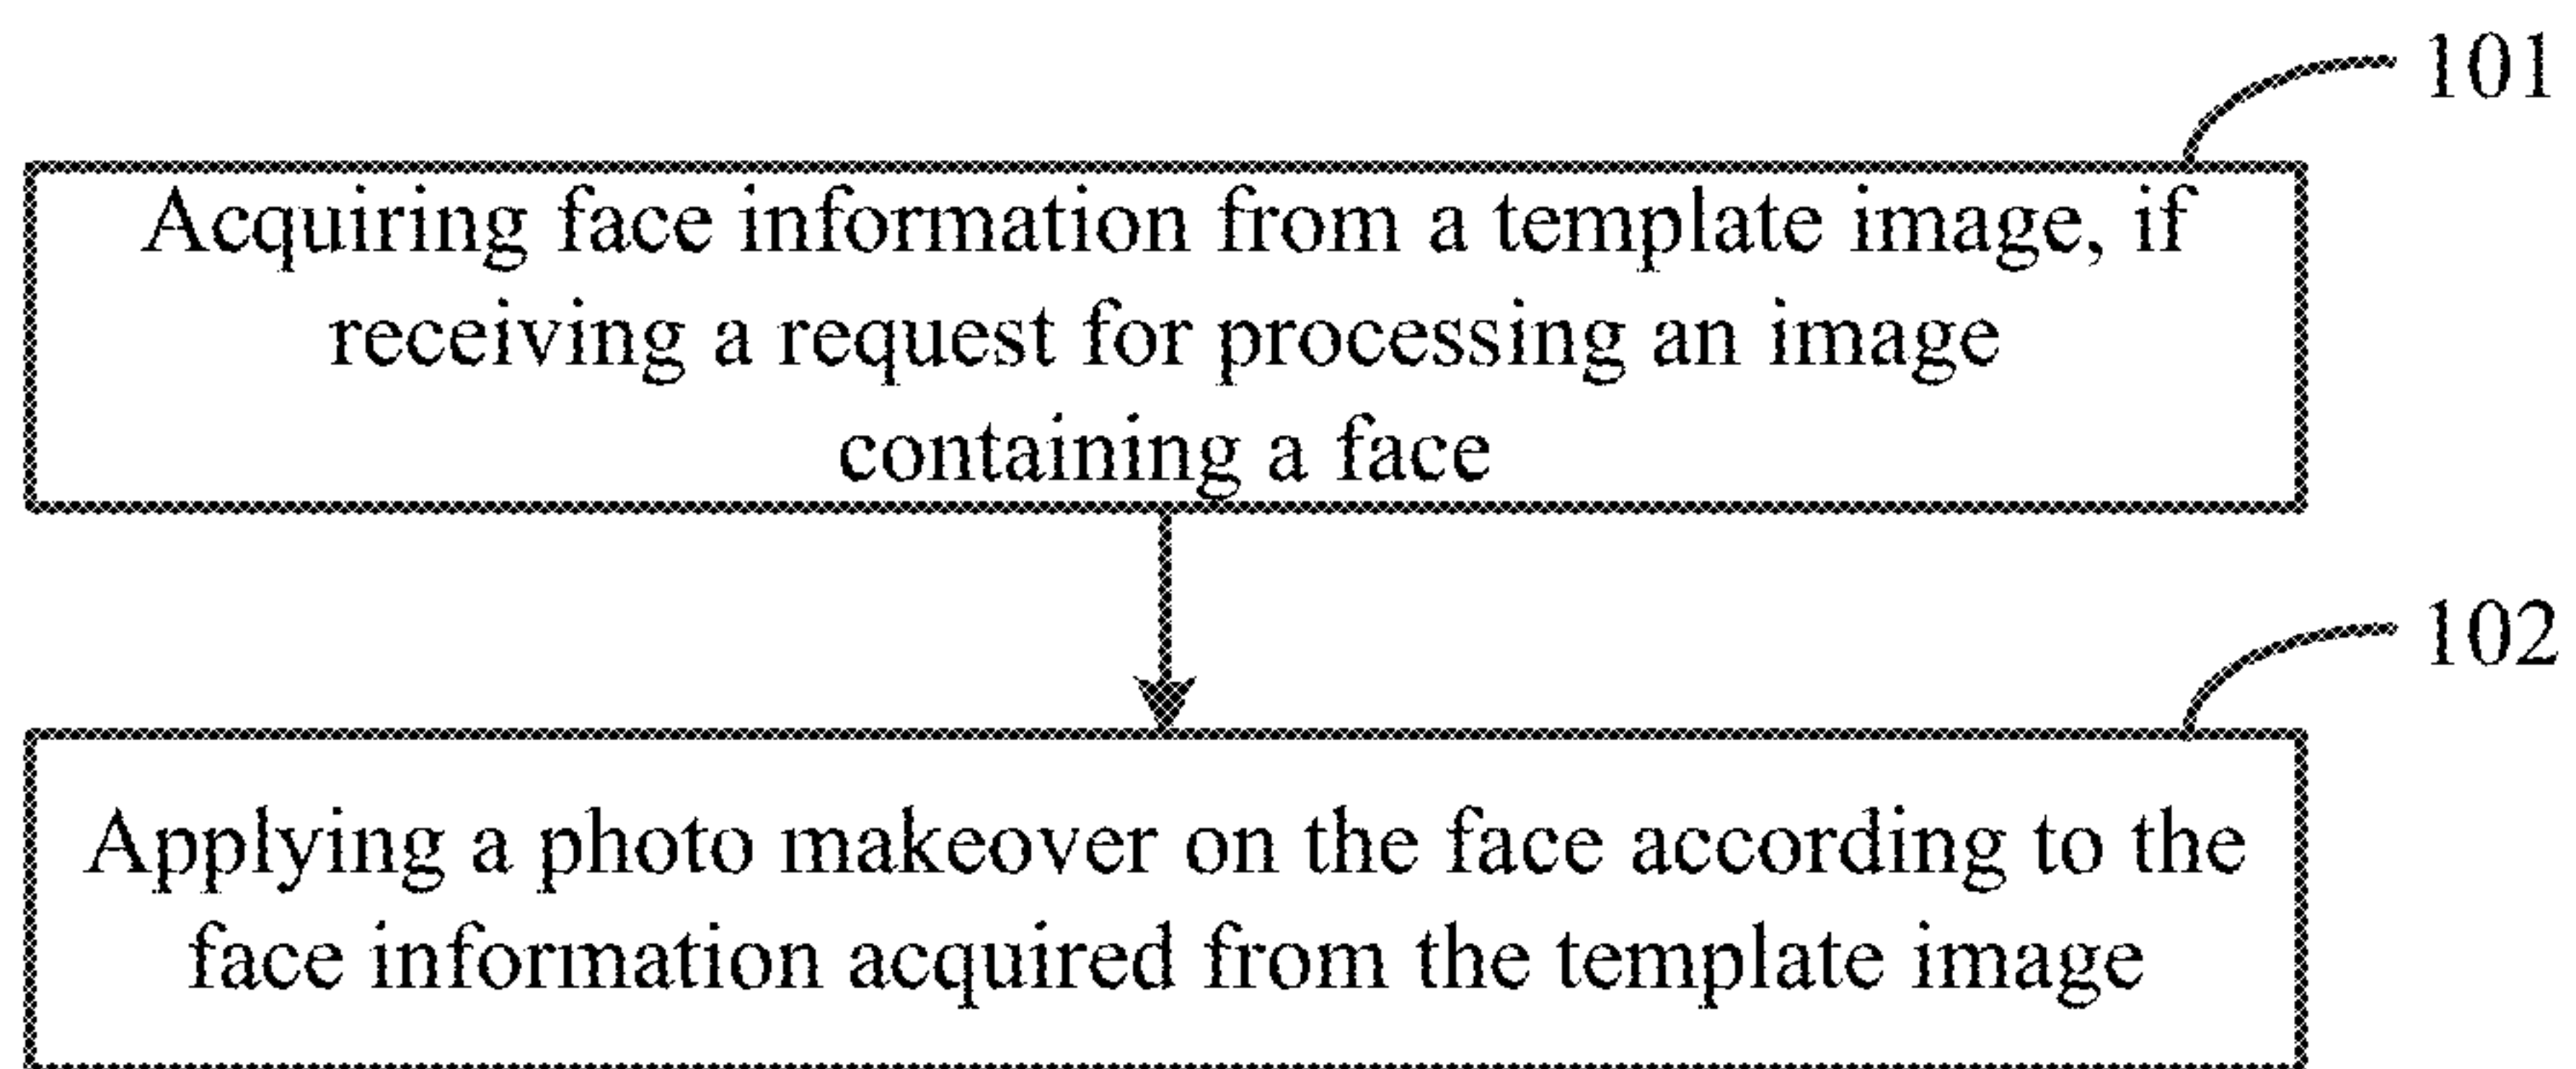 101
Acquiring face information from a template image, if
receiving a request for processing an image
containing a face
102
Applying a photo makeover on the face according to the
face information acquired from the template image